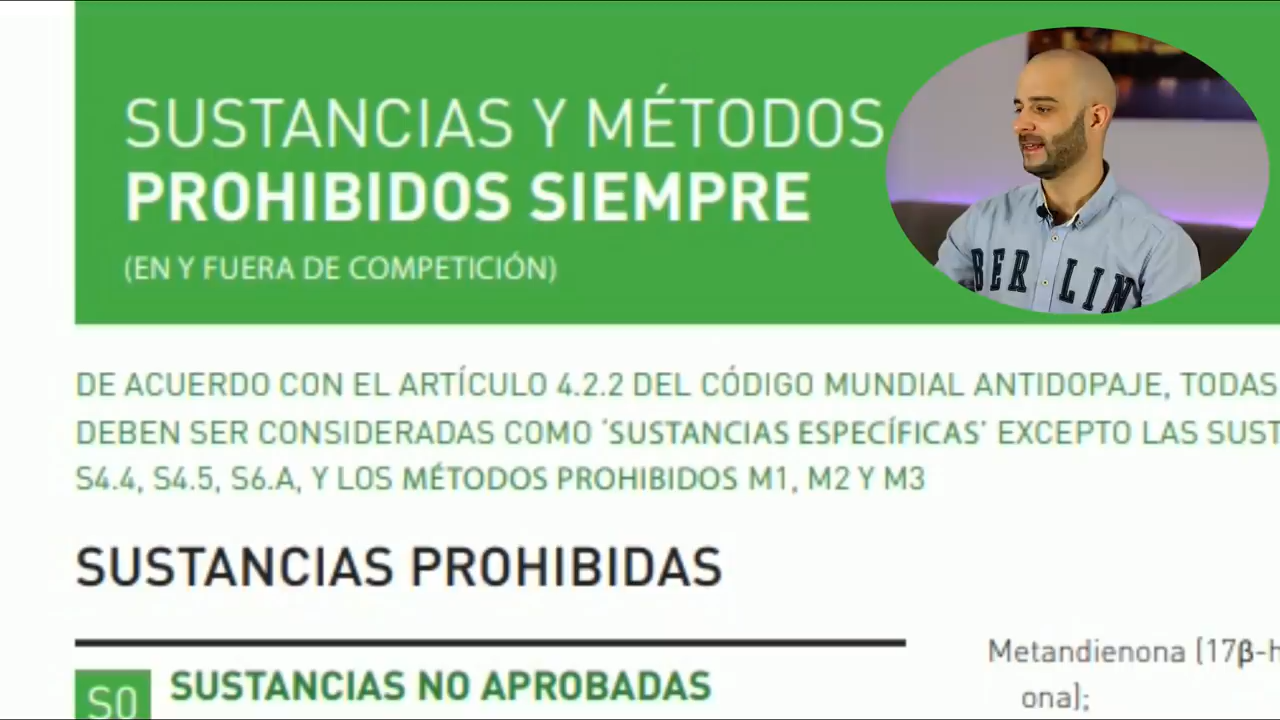 SUSTANCIAS Y MÉTODOS
PROHIBIDOS SIEMPRE
(EN Y FUERA DE COMPETICIÓN)
BERLIN
DE ACUERDO CON EL ARTÍCULO 4.2.2 DEL CÓDIGO MUNDIAL ANTIDOPAJE, TODAS
DEBEN SER CONSIDERADAS COMO ‘SUSTANCIAS ESPECÍFICAS’ EXCEPTO LAS SUST
S4.4, S4.5, S6.A, Y LOS MÉTODOS PROHIBIDOS M1, M2 Y M3
SUSTANCIAS PROHIBIDAS
S0 SUSTANCIAS NO APROBADAS
Metandienona (17β-h
ona);